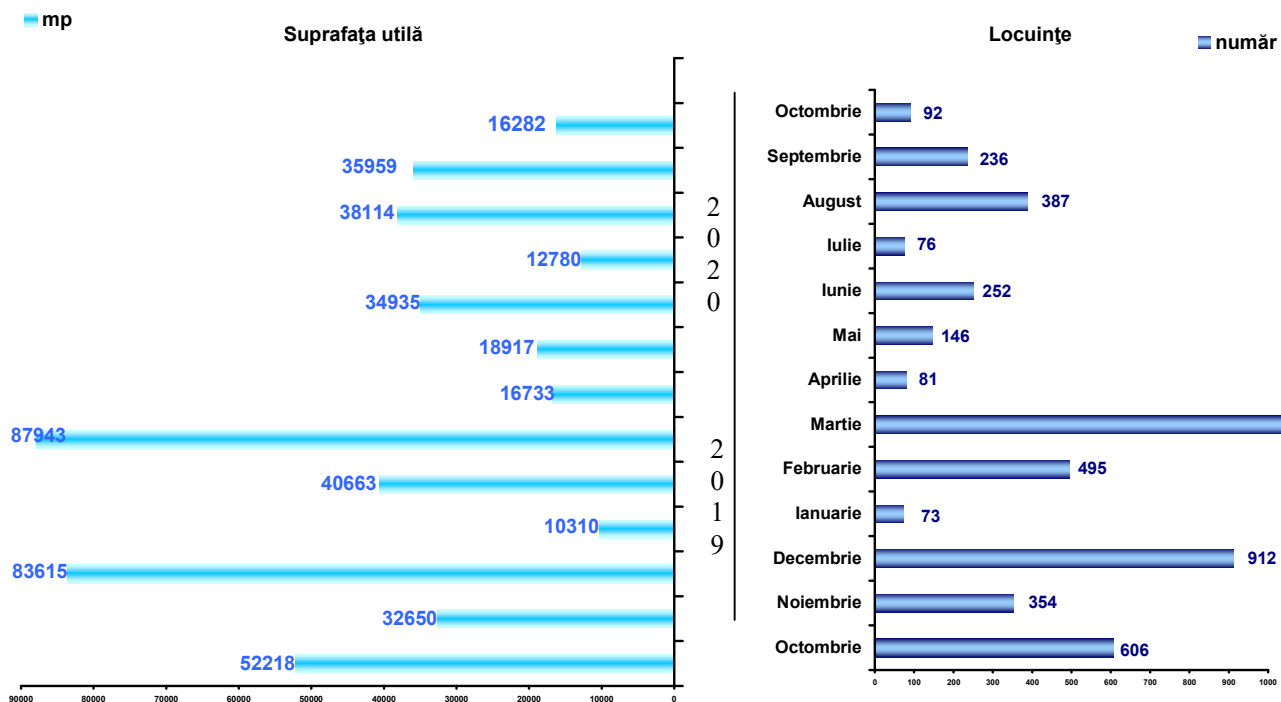 mp
Suprafaţa utilă
16282
35959
38114
12780
34935
18917
16733
87943
40663
10310
83615
32650
52218
90000 80000 70000 60000 50000 40000 30000 20000 10000 0
2
0
2
0
2
0
1
9
Locuinţe
număr
Octombrie 92
Septembrie 236
August 387
Iulie 76
Iunie 252
Mai 146
Aprilie 81
Martie
Februarie 495
Ianuarie 73
Decembrie 912
Noiembrie 354
Octombrie 606
0 100 200 300 400 500 600 700 800 900 1000